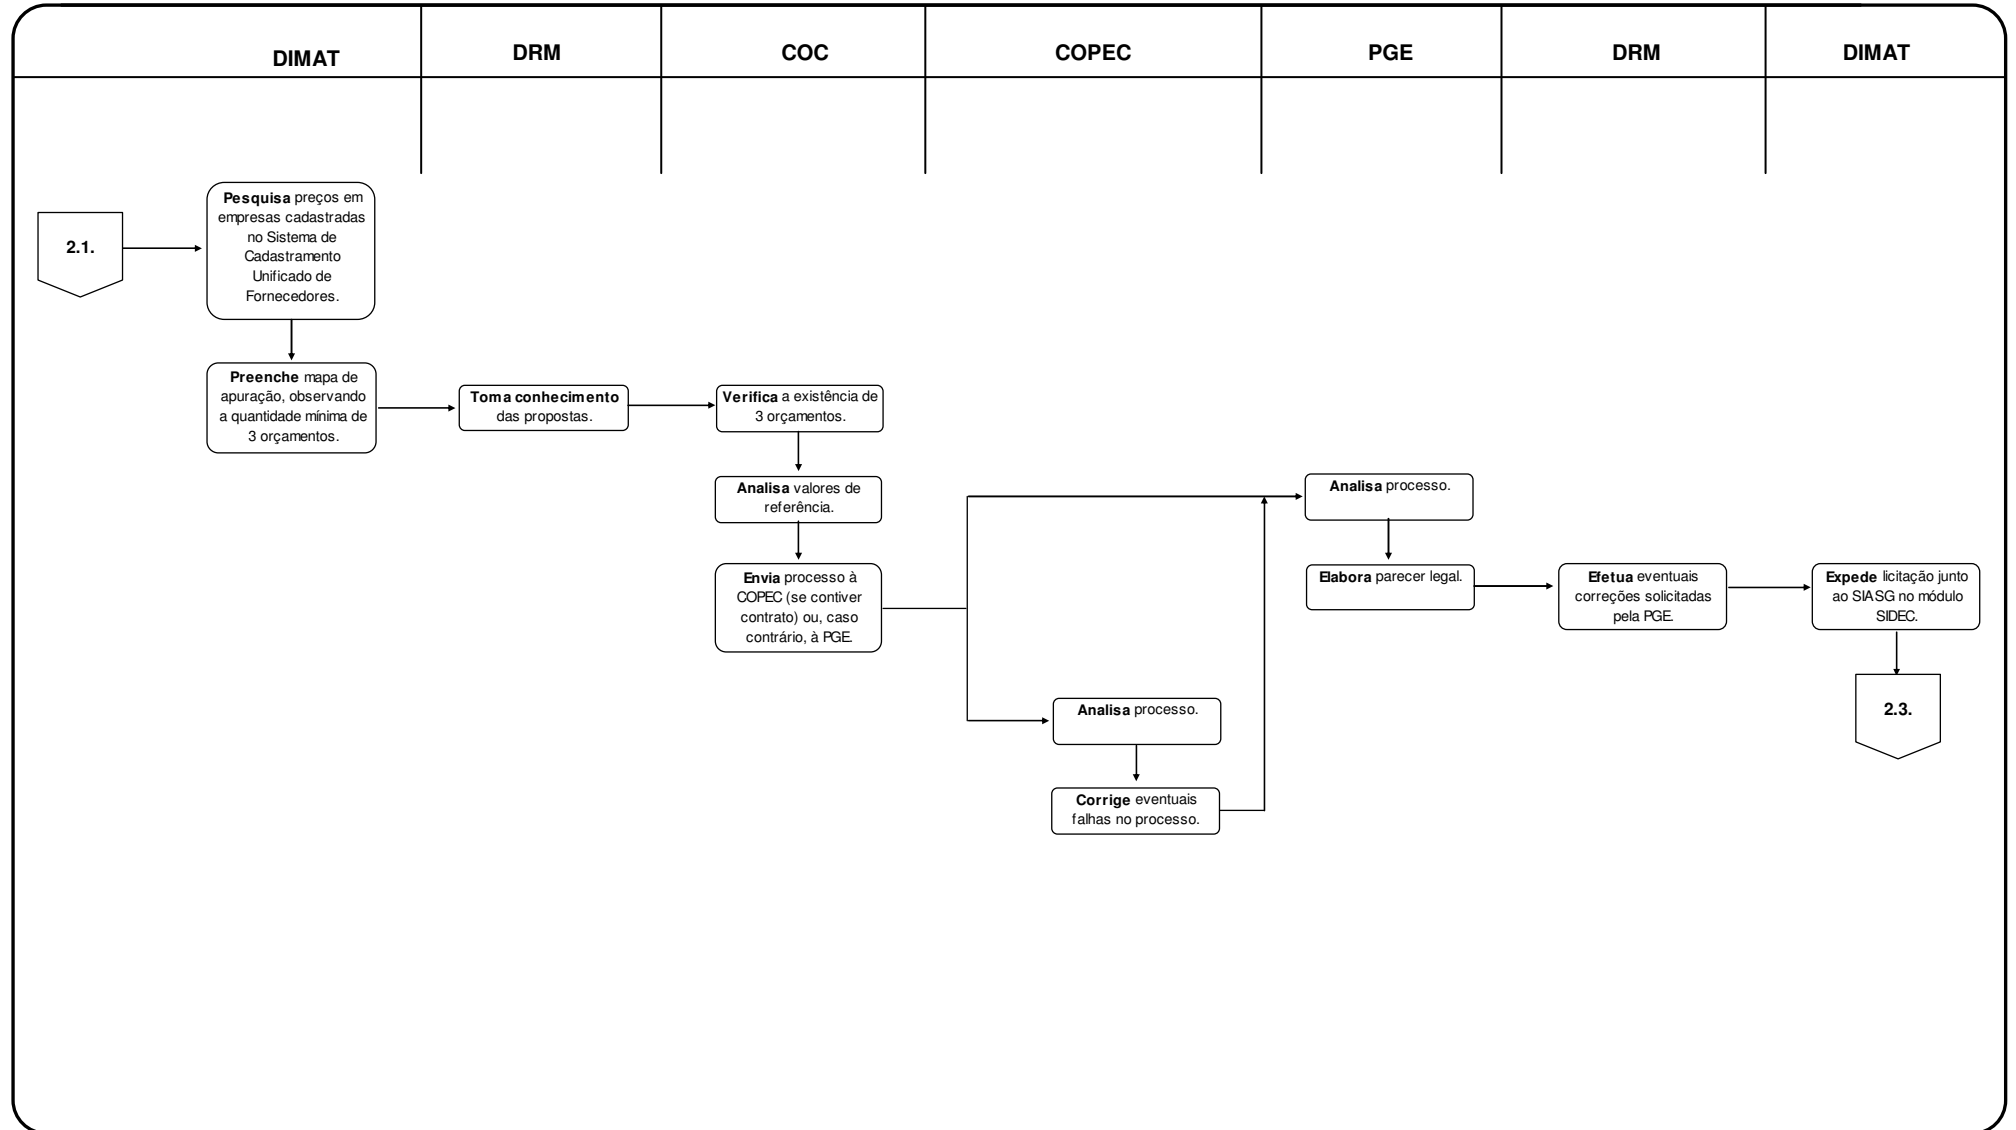 DIMAT
DRM
COC
COPEC
PGE
DRM
DIMAT
2.1.
Pesquisa preços em
empresas cadastradas
no Sistema de
Cadastramento
Unificado de
Fornecedores.
Preenche mapa de
apuração, observando
a quantidade mínima de
3 orçamentos.
Toma conhecimento
das propostas.
Verifica a existência de
3 orçamentos.
Analisa valores de
referência.
Envia processo à
COPEC (se contiver
contrato) ou, caso
contrário, à PGE.
Analisa processo.
Corrige eventuais
falhas no processo.
Analisa processo.
Elabora parecer legal.
Efetua eventuais
correções solicitadas
pela PGE.
Expede licitação junto
ao SIASG no módulo
SIDEC.
2.3.